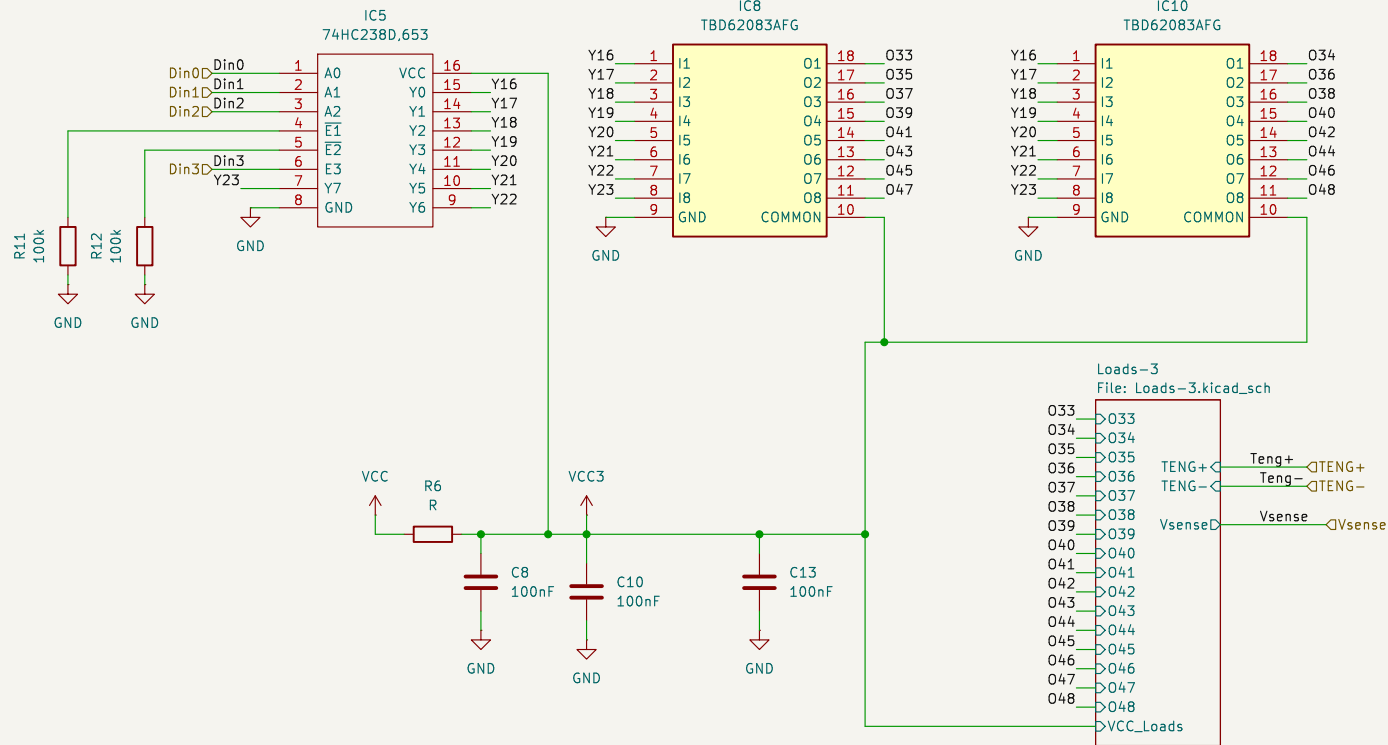 IC5
74HC238D,653
Din0 Din0 1 A0 VCC 16
Din1 Din1 2 A1 Y0 15 Y16
Din2 Din2 3 A2 Y1 14 Y17
4 E1 Y2 13 Y18
5 E2 Y3 12 Y19
Din3 Din3 6 E3 Y4 11 Y20
Y23 7 Y7 Y5 10 Y21
8 GND Y6 9 Y22
GND
R11
100k
R12
100k
GND
GND
IC8
TBD62083AFG
Y16 1 I1 O1 18 O33
Y17 2 I2 O2 17 O35
Y18 3 I3 O3 16 O37
Y19 4 I4 O4 15 O39
Y20 5 I5 O5 14 O41
Y21 6 I6 O6 13 O43
Y22 7 I7 O7 12 O45
Y23 8 I8 O8 11 O47
9 GND COMMON 10
GND
IC10
TBD62083AFG
Y16 1 I1 O1 18 O34
Y17 2 I2 O2 17 O36
Y18 3 I3 O3 16 O38
Y19 4 I4 O4 15 O40
Y20 5 I5 O5 14 O42
Y21 6 I6 O6 13 O44
Y22 7 I7 O7 12 O46
Y23 8 I8 O8 11 O48
9 GND COMMON 10
GND
VCC
R6
R
VCC3
C8
100nF
GND
C10
100nF
GND
C13
100nF
GND
Loads-3
File: Loads-3.kicad_sch
O33 O33
O34 O34
O35 O35
O36 O36 TENG+ Teng+ TENG+
O37 O37 TENG- Teng- TENG-
O38 O38
O39 O39 Vsense Vsense Vsense
O40 O40
O41 O41
O42 O42
O43 O43
O44 O44
O45 O45
O46 O46
O47 O47
O48 O48
VCC_Loads